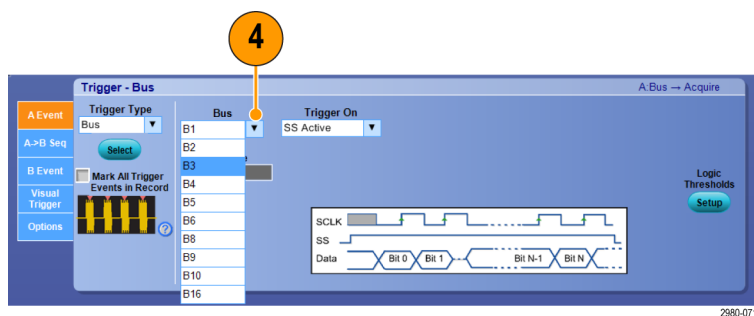 4
Trigger - Bus
A:Bus → Acquire
A Event
A->B Seq
B Event
Visual
Trigger
Options
Trigger Type
Bus
Select
Mark All Trigger
Events in Record
Bus
B1
B2
B3
B4
B5
B6
B8
B9
B10
B16
Trigger On
SS Active
SCLK
SS
Data
Bit 0
Bit 1
Bit N-1
Bit N
Logic
Thresholds
Setup
2980-07